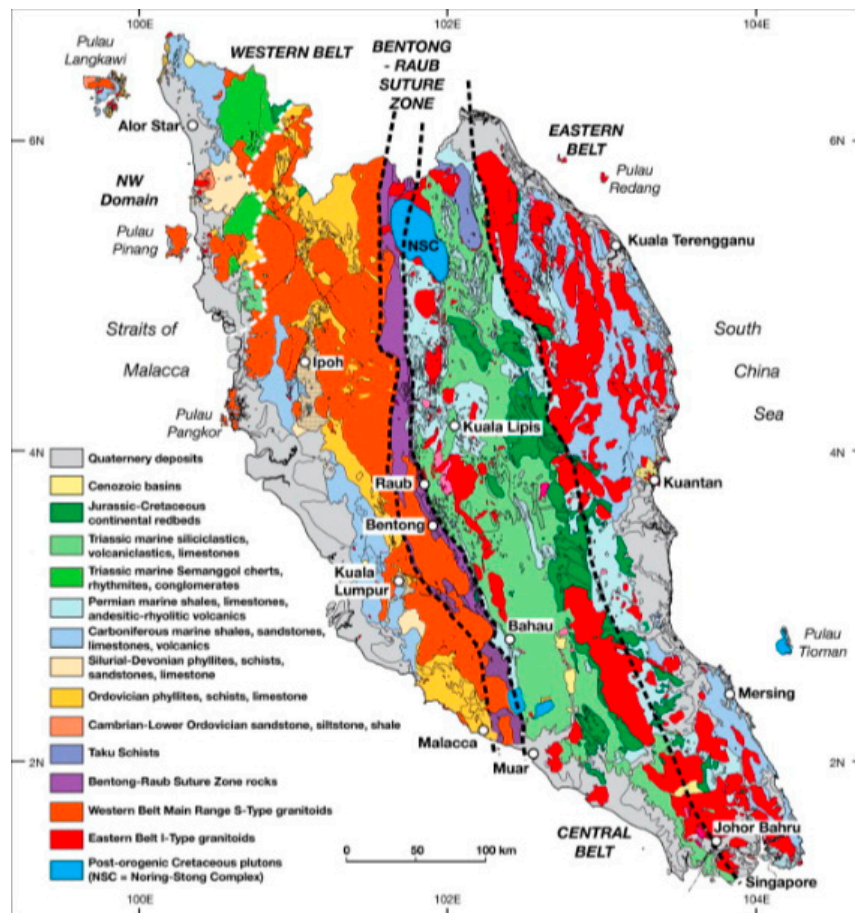 100E
102E
104E
Pulau
Langkawi
WESTERN BELT
BENTONG
- RAUB
SUTURE
ZONE
Alor Star
6N
EASTERN
BELT
6N
Pulau
Redang
NW
Domain
Pulau
Pinang
NSC
Kuala Terengganu
Straits of
Malacca
South
China
Sea
Ipoh
Pulau
Pangkor
Kuala Lipis
4N
4N
Quaternery deposits
Cenozoic basins
Jurassic-Cretaceous
continental redbeds
Triassic marine siliciclastics,
volcaniclastics, limestones
Triassic marine Semanggol cherts,
rhythmites, conglomerates
Permian marine shales, limestones,
andesitic-rhyolitic volcanics
Carboniferous marine shales, sandstones,
limestones, volcanics
Silurial-Devonian phyllites, schists,
sandstones, limestone
Ordovician phyllites, schists, limestone
Cambrian-Lower Ordovician sandstone, siltstone, shale
Taku Schists
Bentong-Raub Suture Zone rocks
Western Belt Main Range S-Type granitoids
Eastern Belt I-Type granitoids
Post-orogenic Cretaceous plutons
(NSC = Noring-Stong Complex)
Raub
Kuantan
Bentong
Kuala
Lumpur
Bahau
Pulau
Tioman
Mersing
Malacca
2N
Muar
2N
CENTRAL
BELT
Johor Bahru
Singapore
0
50
100 km
100E
102E
104E